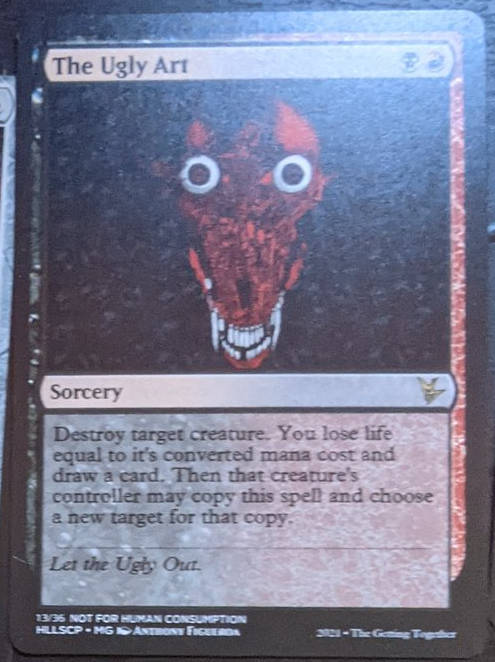 The Ugly Art
Sorcery
Destroy target creature. You lose life
equal to it's converted mana cost and
draw a card. Then that creature's
controller may copy this spell and choose
a new target for that copy.
Let the Ugly Out.
13/36 NOT FOR HUMAN CONSUMPTION
HLLSCP • MG ANTHONY FIGUEROA
2021 • The Getting Together